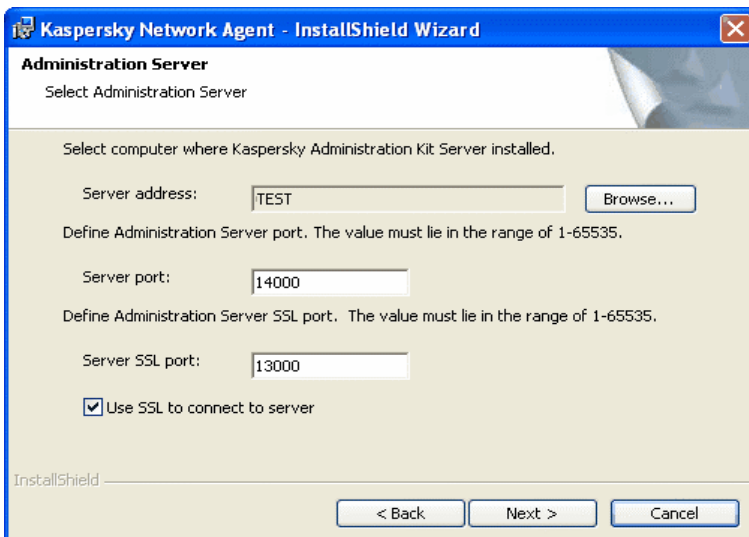 Kaspersky Network Agent - InstallShield Wizard
Administration Server
Select Administration Server
Select computer where Kaspersky Administration Kit Server installed.
Server address: TEST Browse...
Define Administration Server port. The value must lie in the range of 1-65535.
Server port: 14000
Define Administration Server SSL port. The value must lie in the range of 1-65535.
Server SSL port: 13000
Use SSL to connect to server
InstallShield
< Back Next > Cancel